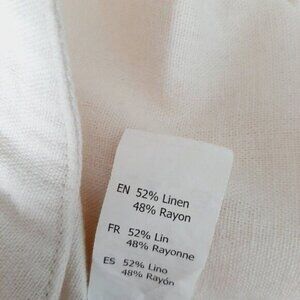 EN 52% Linen
48% Rayon
FR 52% Lin
48% Rayonne
ES 52% Lino
48% Rayón